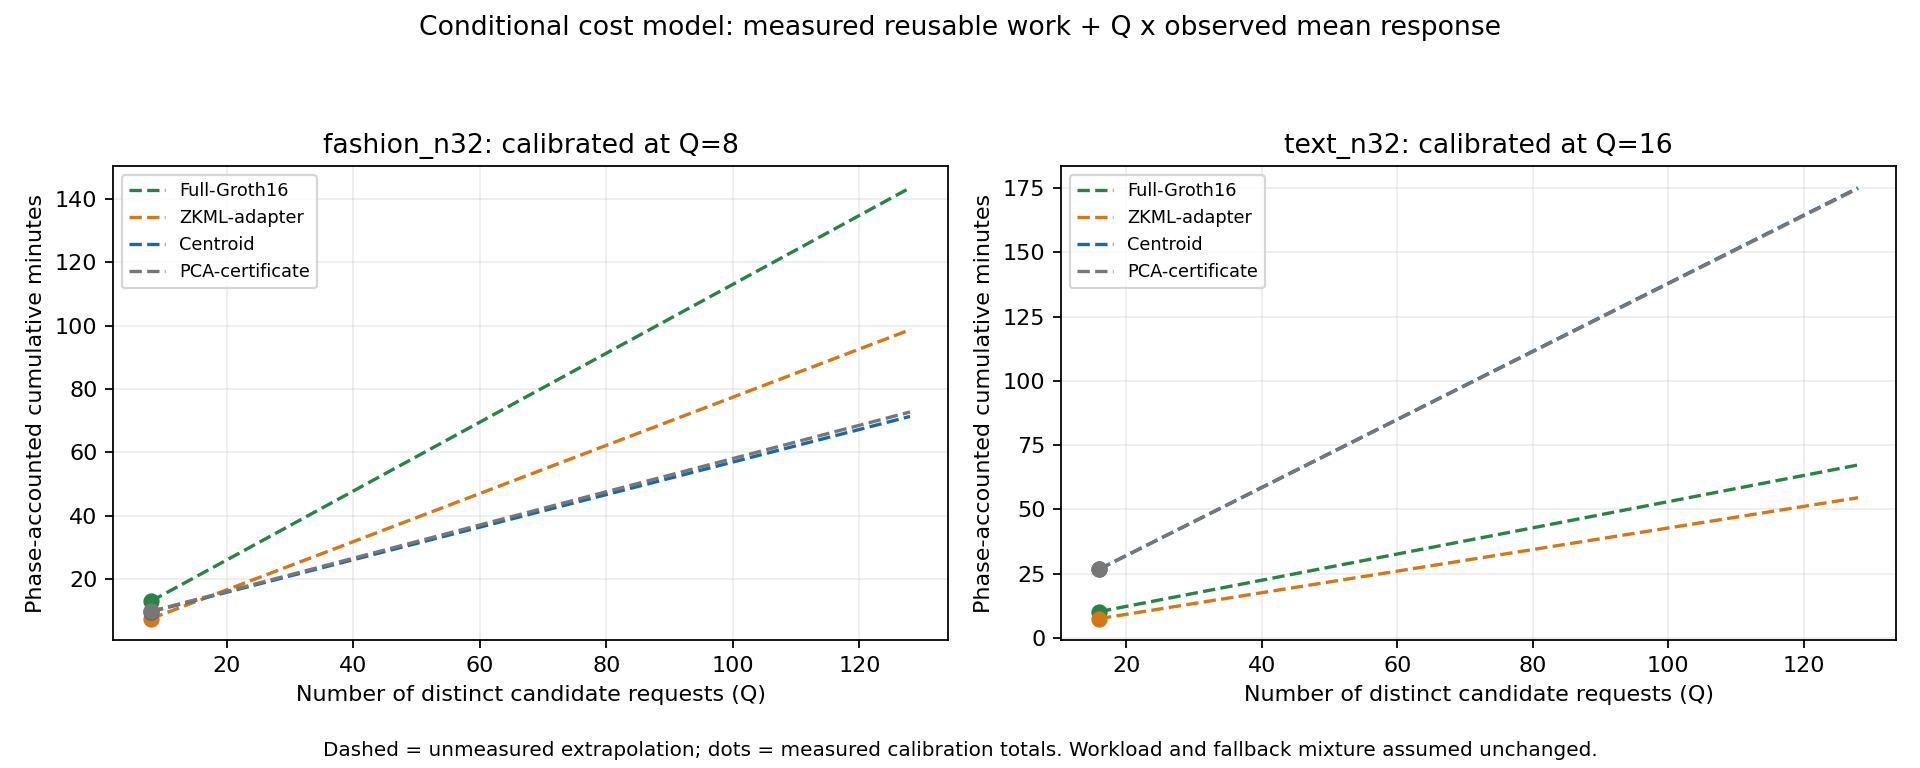 Conditional cost model: measured reusable work + Q x observed mean response
fashion_n32: calibrated at Q=8
Phase-accounted cumulative minutes
140
120
100
80
60
40
20
Full-Groth16
ZKML-adapter
Centroid
PCA-certificate
20 40 60 80 100 120
Number of distinct candidate requests (Q)
text_n32: calibrated at Q=16
Phase-accounted cumulative minutes
175
150
125
100
75
50
25
0
Full-Groth16
ZKML-adapter
Centroid
PCA-certificate
20 40 60 80 100 120
Number of distinct candidate requests (Q)
Dashed = unmeasured extrapolation; dots = measured calibration totals. Workload and fallback mixture assumed unchanged.